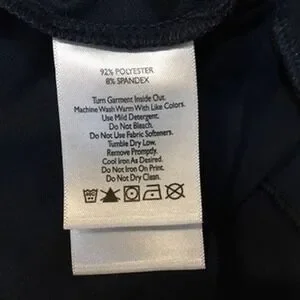 92% POLYESTER
8% SPANDEX
Turn Garment Inside Out.
Machine Wash Warm With Like Colors.
Use Mild Detergent.
Do Not Bleach.
Do Not Use Fabric Softeners.
Tumble Dry Low.
Remove Promptly.
Cool Iron As Desired.
Do Not Iron On Print.
Do Not Dry Clean.